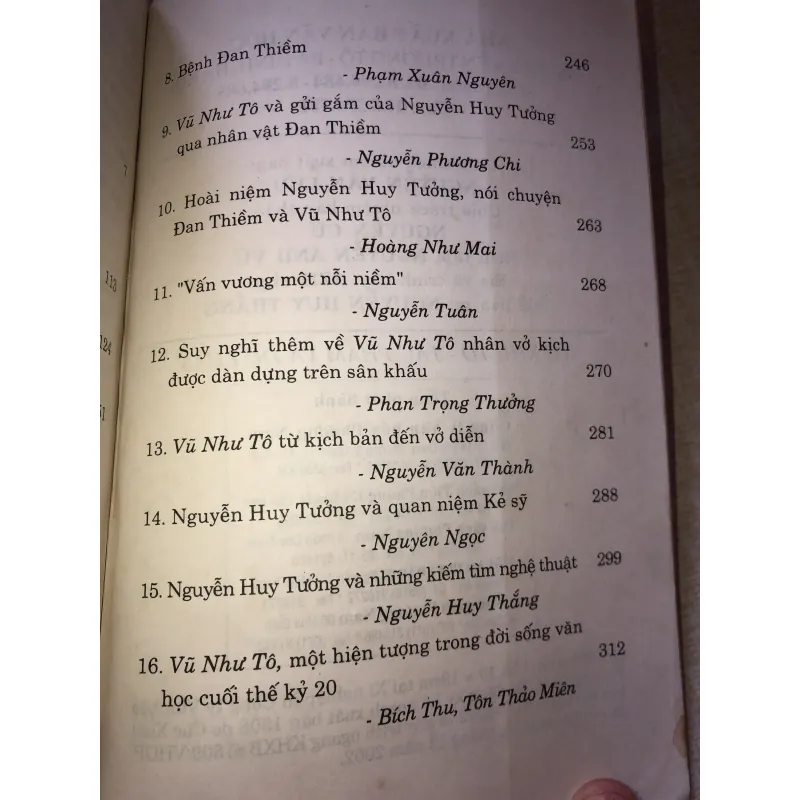 8. Bệnh Đan Thiềm 246
- Phạm Xuân Nguyên
9. Vũ Như Tô và gửi gắm của Nguyễn Huy Tưởng
qua nhân vật Đan Thiềm 253
- Nguyễn Phương Chi
10. Hoài niệm Nguyễn Huy Tưởng, nói chuyện
Đan Thiềm và Vũ Như Tô 263
- Hoàng Như Mai
11. "Vấn vương một nỗi niềm" 268
- Nguyễn Tuân
12. Suy nghĩ thêm về Vũ Như Tô nhân vở kịch
được dàn dựng trên sân khấu 270
- Phan Trọng Thưởng
13. Vũ Như Tô từ kịch bản đến vở diễn 281
- Nguyễn Văn Thành
14. Nguyễn Huy Tưởng và quan niệm Kẻ sỹ 288
- Nguyên Ngọc
15. Nguyễn Huy Tưởng và những kiếm tìm nghệ thuật 299
- Nguyễn Huy Thắng
16. Vũ Như Tô, một hiện tượng trong đời sống văn
học cuối thế kỷ 20 312
- Bích Thu, Tôn Thảo Miên
7
113
124